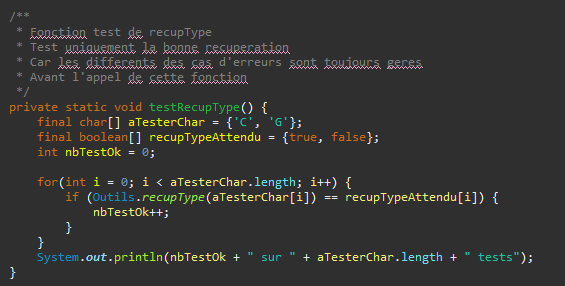 /**
 * Fonction test de recupType
 * Test uniquement la bonne recuperation
 * Car les differents des cas d'erreurs sont toujours geres
 * Avant l'appel de cette fonction
 */
private static void testRecupType() {
    final char[] aTesterChar = {'C', 'G'};
    final boolean[] recupTypeAttendu = {true, false};
    int nbTestOk = 0;

    for(int i = 0; i < aTesterChar.length; i++) {
        if (Outils.recupType(aTesterChar[i]) == recupTypeAttendu[i]) {
            nbTestOk++;
        }
    }
    System.out.println(nbTestOk + " sur " + aTesterChar.length + " tests");
}